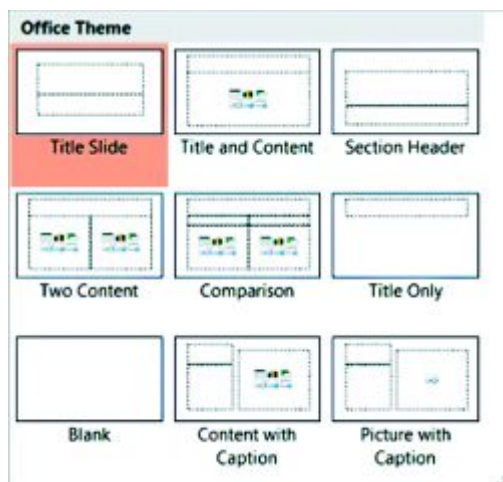 Office Theme
Title Slide
Title and Content
Section Header
Two Content
Comparison
Title Only
Blank
Content with
Caption
Picture with
Caption